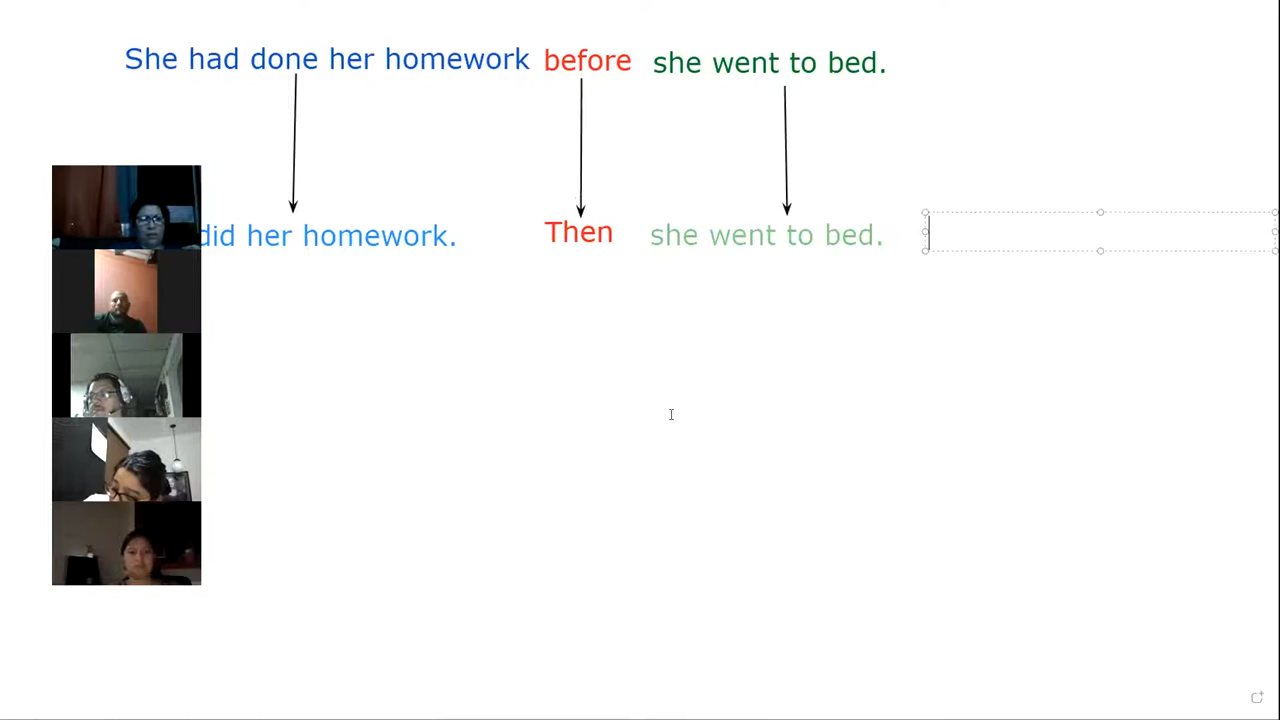 She had done her homework before she went to bed.
did her homework. Then she went to bed.